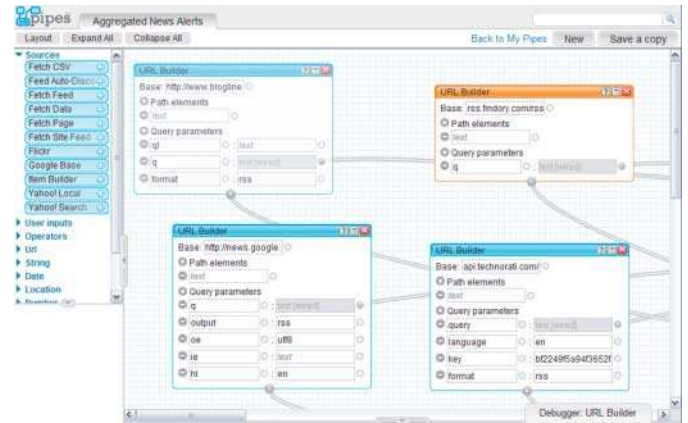 pipes
Aggregated News Alerts
Layout Expand All Collapse All
Back to My Pipes New Save a copy
Sources
Fetch CSV
Feed Auto-Disco
Fetch Feed
Fetch Data
Fetch Page
Fetch Site Feed
Flickr
Google Base
Item Builder
Yahoo! Local
Yahoo! Search
User inputs
Operators
Url
String
Date
Location
Number
URL Builder
Base: http://www.blogline
Path elements
text
Query parameters
ql : text
q : text [wired]
format : rss
URL Builder
Base: rss.findory.com/rss
Path elements
text
Query parameters
q : text [wired]
URL Builder
Base: http://news.google
Path elements
text
Query parameters
q : text [wired]
output : rss
oe : utf8
ie : text
hl : en
URL Builder
Base: api.technorati.com/
Path elements
text
Query parameters
query : text [wired]
language : en
key : bf2249f5a94f3652f
format : rss
Debugger: URL Builder